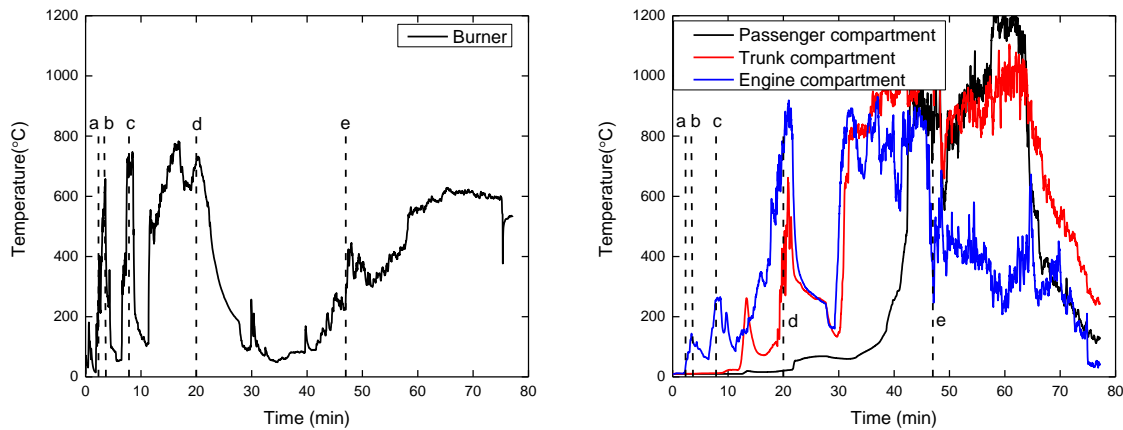 1200
1000
800
600
400
200
0
Temperature(°C)
Burner
a b c d e
0 10 20 30 40 50 60 70 80
Time (min)
1200
1000
800
600
400
200
0
Temperature(°C)
Passenger compartment
Trunk compartment
Engine compartment
a b c
d e
0 10 20 30 40 50 60 70 80
Time (min)